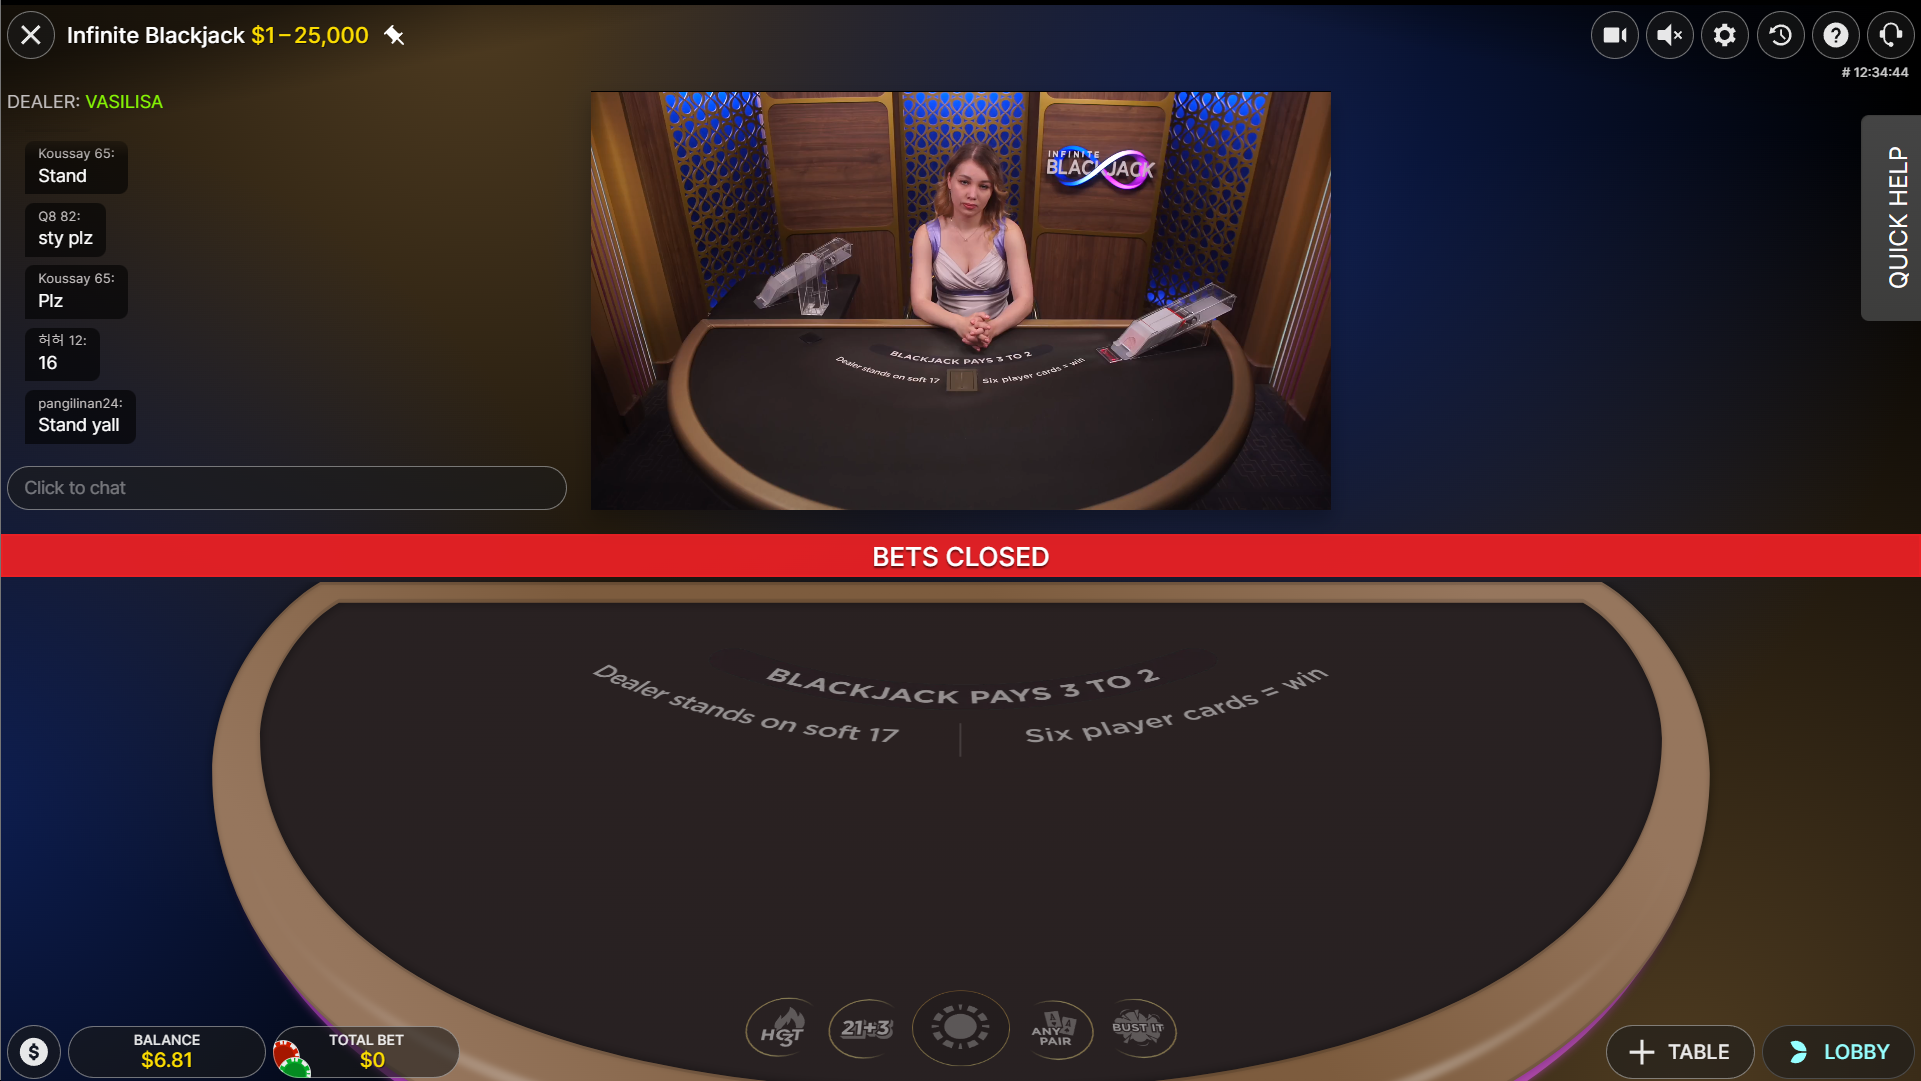 Infinite Blackjack $1–25,000
# 12:34:44
DEALER: VASILISA
Koussay 65:
Stand
Q8 82:
sty plz
Koussay 65:
Plz
허허 12:
16
pangilinan24:
Stand yall
Click to chat
INFINITE
BLACKJACK
BLACKJACK PAYS 3 TO 2
Dealer stands on soft 17
Six player cards = win
QUICK HELP
BETS CLOSED
BLACKJACK PAYS 3 TO 2
Dealer stands on soft 17
Six player cards = win
HOT 3
21+3
ANY PAIR
BUST IT
BALANCE
$6.81
TOTAL BET
$0
TABLE
LOBBY